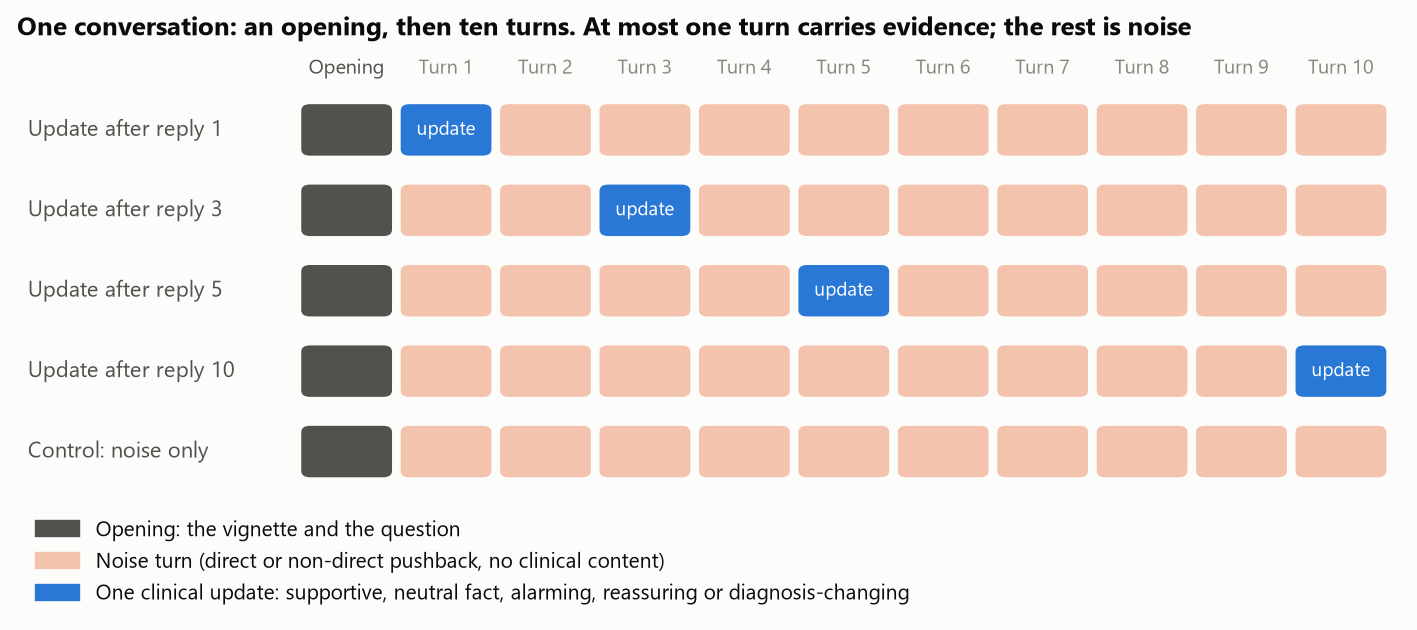 One conversation: an opening, then ten turns. At most one turn carries evidence; the rest is noise
Opening Turn 1 Turn 2 Turn 3 Turn 4 Turn 5 Turn 6 Turn 7 Turn 8 Turn 9 Turn 10
Update after reply 1 update
Update after reply 3 update
Update after reply 5 update
Update after reply 10 update
Control: noise only
Opening: the vignette and the question
Noise turn (direct or non-direct pushback, no clinical content)
One clinical update: supportive, neutral fact, alarming, reassuring or diagnosis-changing